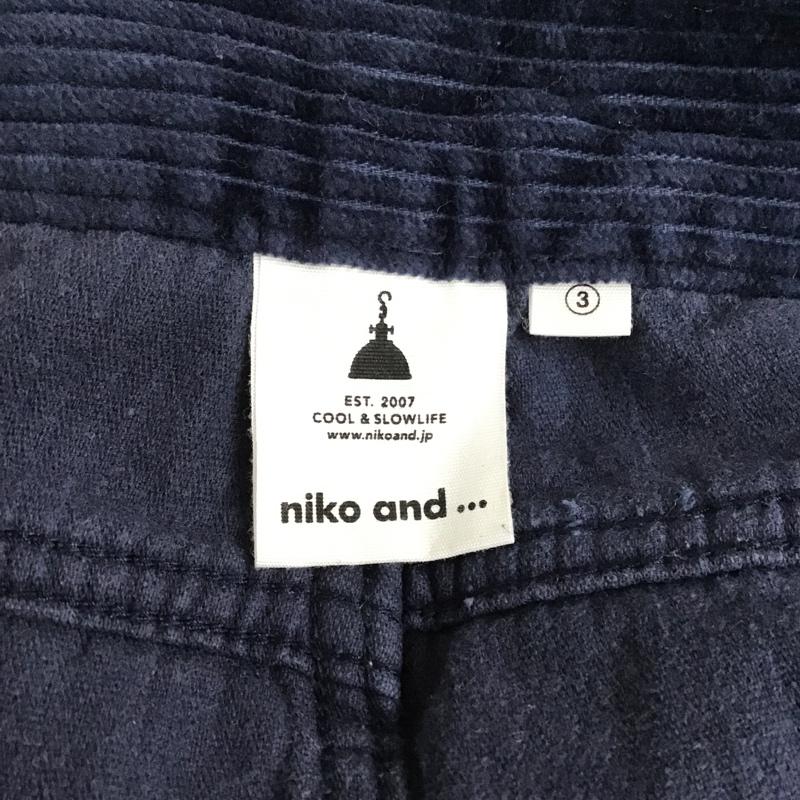 ③
EST. 2007
COOL & SLOWLIFE
www.nikoand.jp
niko and ...